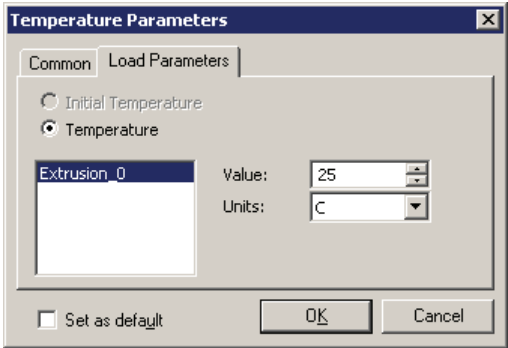 Temperature Parameters
Common Load Parameters
Initial Temperature
Temperature
Extrusion_0
Value: 25
Units: C
Set as default OK Cancel